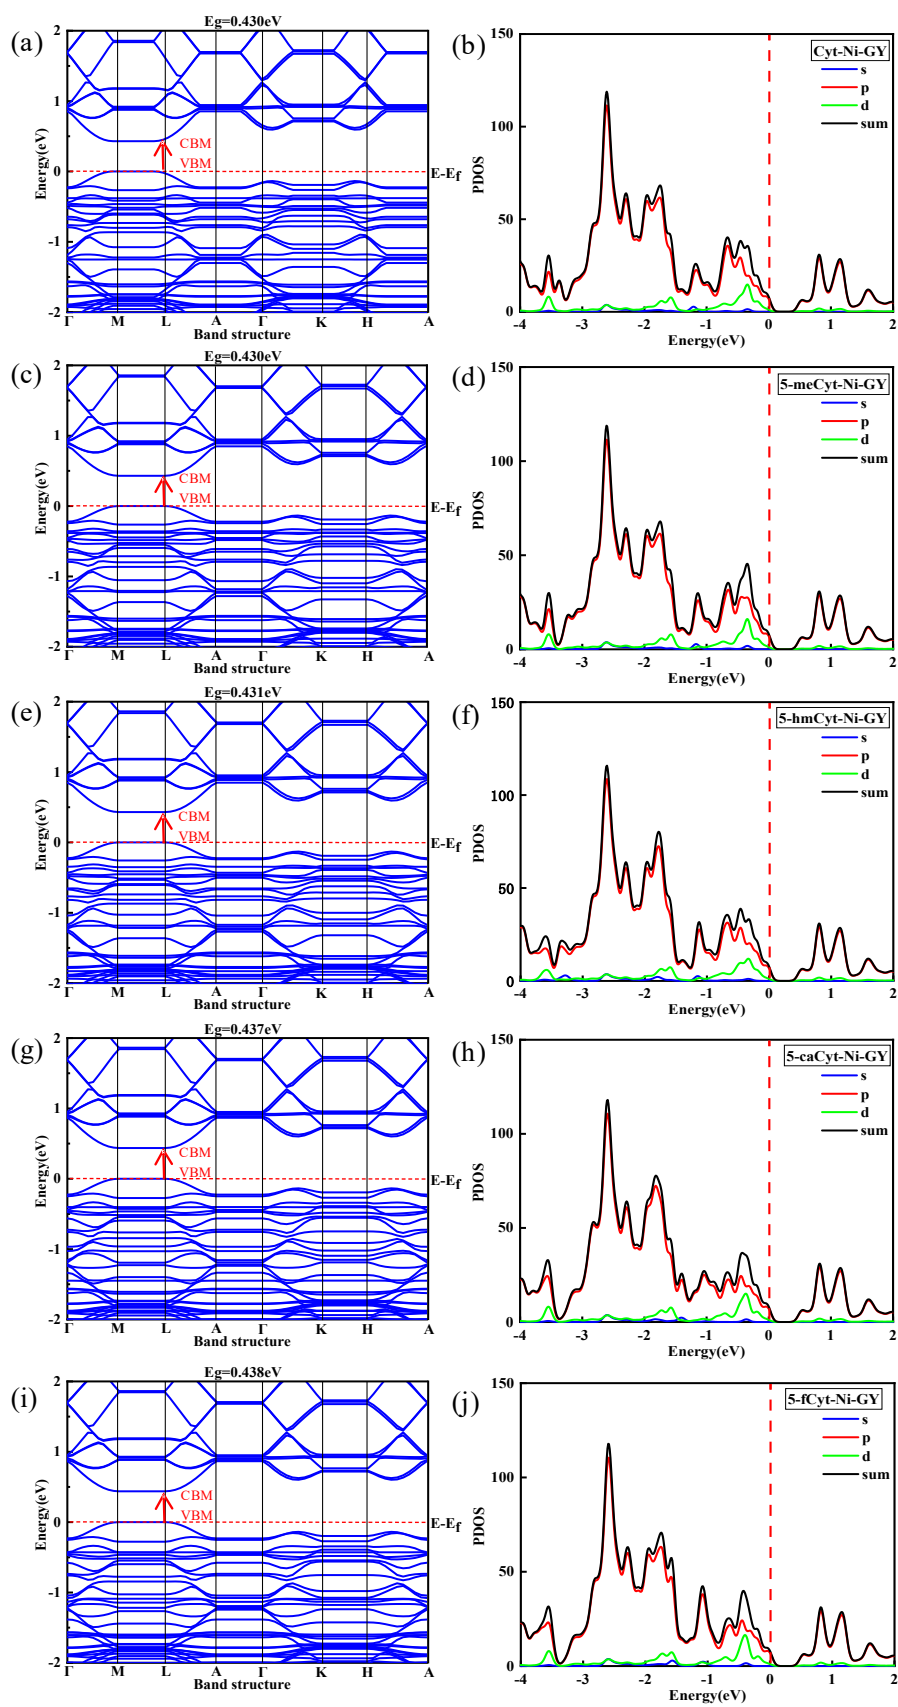 (a)
Eg=0.430eV
2
1
0
-1
-2
Energy(eV)
CBM
VBM
E-Ef
Γ M L A Γ K H A
Band structure
(b)
150
100
50
0
PDOS
Cyt-Ni-GY
s
p
d
sum
-4 -3 -2 -1 0 1 2
Energy(eV)
(c)
Eg=0.430eV
2
1
0
-1
-2
Energy(eV)
CBM
VBM
E-Ef
Γ M L A Γ K H A
Band structure
(d)
150
100
50
0
PDOS
5-meCyt-Ni-GY
s
p
d
sum
-4 -3 -2 -1 0 1 2
Energy(eV)
(e)
Eg=0.431eV
2
1
0
-1
-2
Energy(eV)
CBM
VBM
E-Ef
Γ M L A Γ K H A
Band structure
(f)
150
100
50
0
PDOS
5-hmCyt-Ni-GY
s
p
d
sum
-4 -3 -2 -1 0 1 2
Energy(eV)
(g)
Eg=0.437eV
2
1
0
-1
-2
Energy(eV)
CBM
VBM
E-Ef
Γ M L A Γ K H A
Band structure
(h)
150
100
50
0
PDOS
5-caCyt-Ni-GY
s
p
d
sum
-4 -3 -2 -1 0 1 2
Energy(eV)
(i)
Eg=0.438eV
2
1
0
-1
-2
Energy(eV)
CBM
VBM
E-Ef
Γ M L A Γ K H A
Band structure
(j)
150
100
50
0
PDOS
5-fCyt-Ni-GY
s
p
d
sum
-4 -3 -2 -1 0 1 2
Energy(eV)